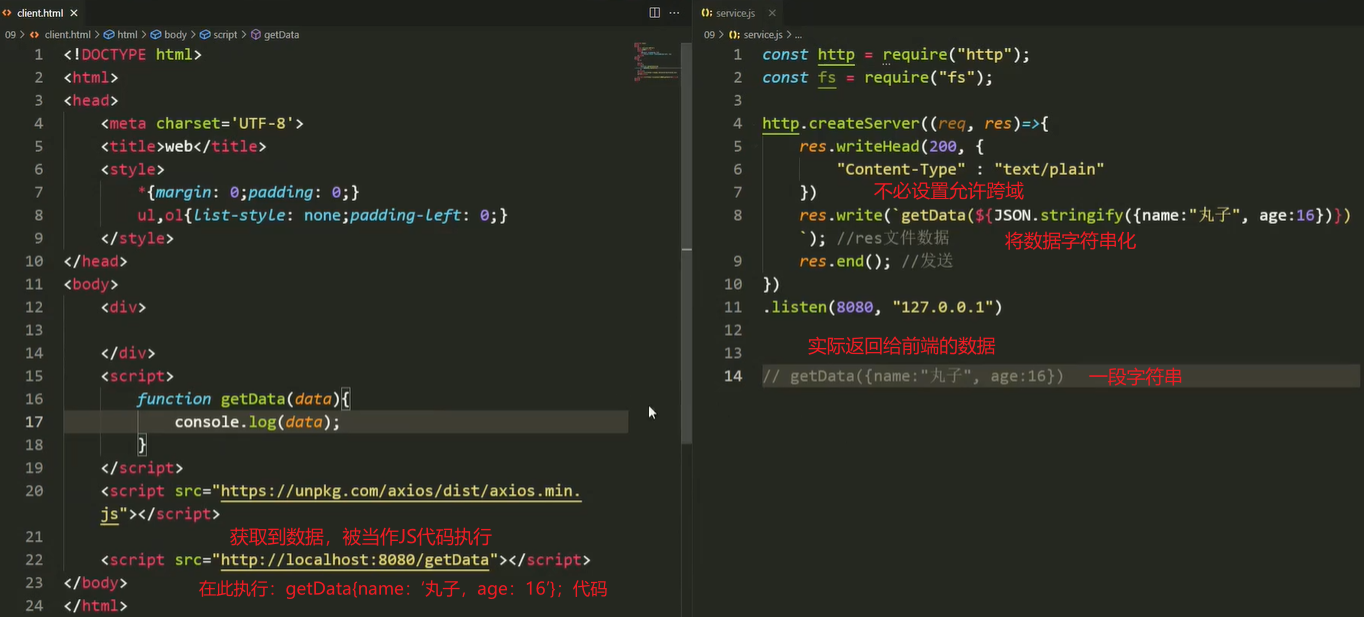 client.html
09 > client.html > html > body > script > getData
1 <!DOCTYPE html>
2 <html>
3 <head>
4 <meta charset='UTF-8'>
5 <title>web</title>
6 <style>
7 *{margin: 0;padding: 0;}
8 ul,ol{list-style: none;padding-left: 0;}
9 </style>
10 </head>
11 <body>
12 <div>
13
14 </div>
15 <script>
16 function getData(data){
17 console.log(data);
18 }
19 </script>
20 <script src="https://unpkg.com/axios/dist/axios.min.
js"></script>
21 获取到数据，被当作JS代码执行
22 <script src="http://localhost:8080/getData"></script>
23 </body>
在此执行：getData{name：'丸子，age：16'}；代码
24 </html>
service.js
09 > service.js > ...
1 const http = require("http");
2 const fs = require("fs");
3
4 http.createServer((req, res)=>{
5 res.writeHead(200, {
6 "Content-Type" : "text/plain"
7 }) 不必设置允许跨域
8 res.write(`getData(${JSON.stringify({name:"丸子", age:16})})
`); //res文件数据 将数据字符串化
9 res.end(); //发送
10 })
11 .listen(8080, "127.0.0.1")
12
13 实际返回给前端的数据
14 // getData({name:"丸子", age:16}) 一段字符串